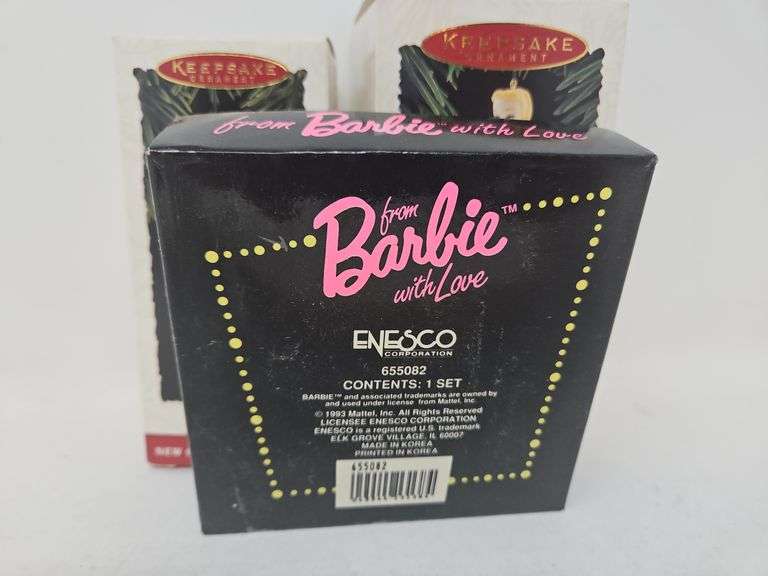 KEEPSAKE
ORNAMENT
KEEPSAKE
ORNAMENT
from Barbie™ with Love
from
Barbie™
with Love
ENESCO
CORPORATION
655082
CONTENTS: 1 SET
BARBIE™ and associated trademarks are owned by
and used under license from Mattel, Inc.
© 1993 Mattel, Inc. All Rights Reserved
LICENSEE ENESCO CORPORATION
ENESCO is a registered U.S. trademark
ELK GROVE VILLAGE, IL 60007
MADE IN KOREA
PRINTED IN KOREA
655082
NEW